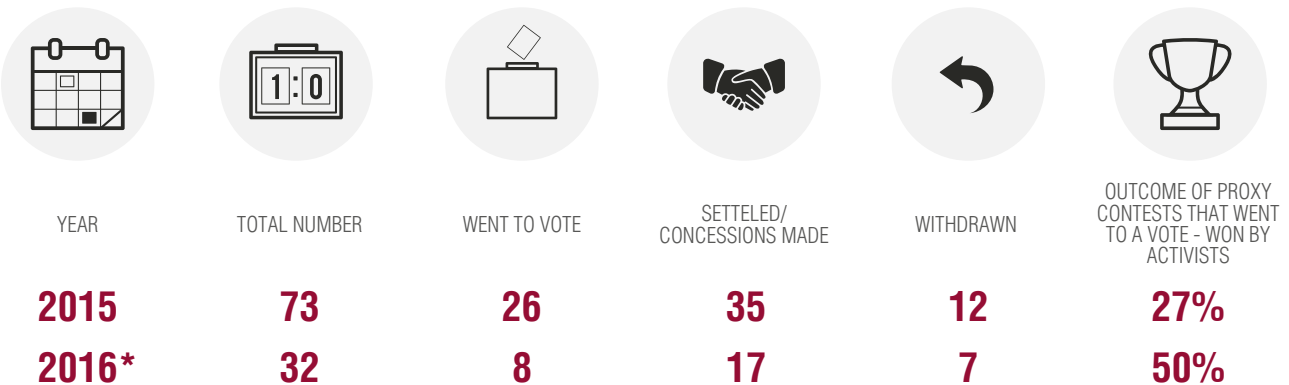 1:0
YEAR
TOTAL NUMBER
WENT TO VOTE
SETTELED/
CONCESSIONS MADE
WITHDRAWN
OUTCOME OF PROXY
CONTESTS THAT WENT
TO A VOTE - WON BY
ACTIVISTS
2015 73 26 35 12 27%
2016* 32 8 17 7 50%